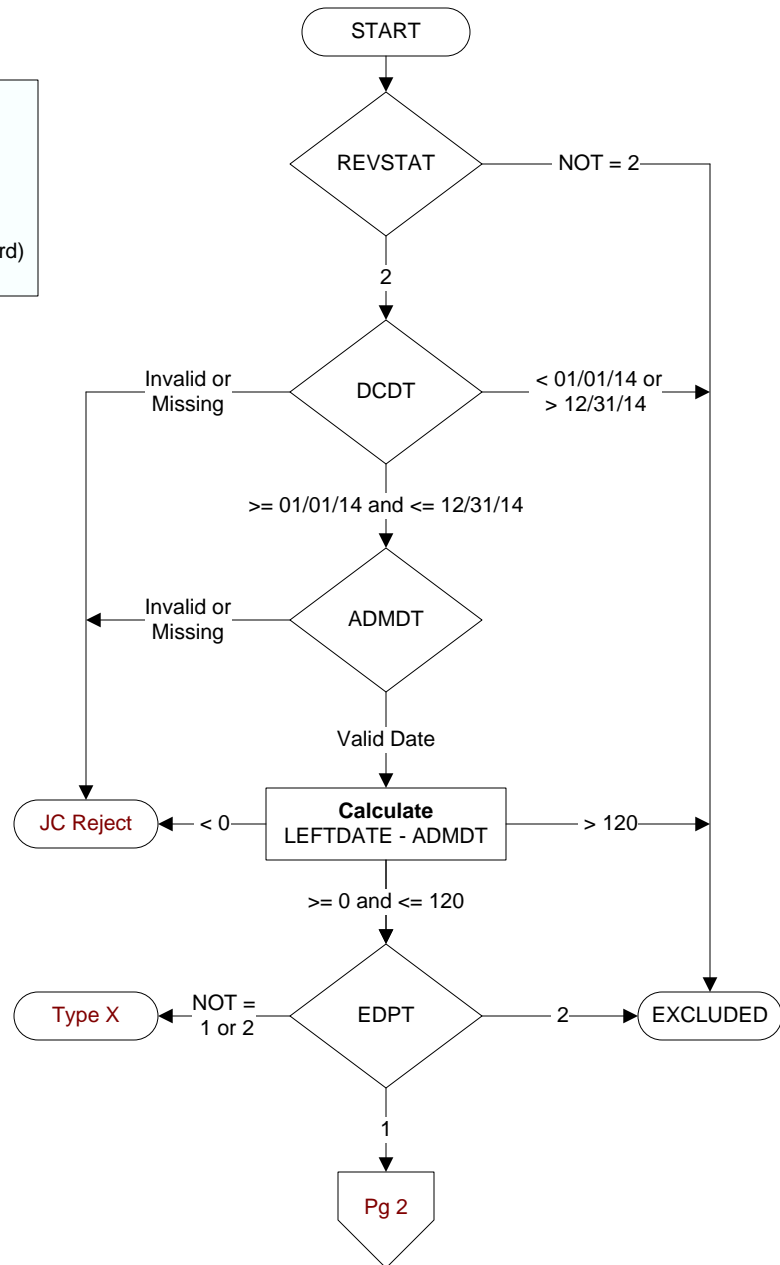 START
REVSTAT
NOT = 2
rd)
2
Invalid or
Missing
DCDT
< 01/01/14 or
> 12/31/14
>= 01/01/14 and <= 12/31/14
Invalid or
Missing
ADMDT
Valid Date
JC Reject
< 0
Calculate
LEFTDATE - ADMDT
> 120
>= 0 and <= 120
Type X
NOT =
1 or 2
EDPT
2
EXCLUDED
1
Pg 2